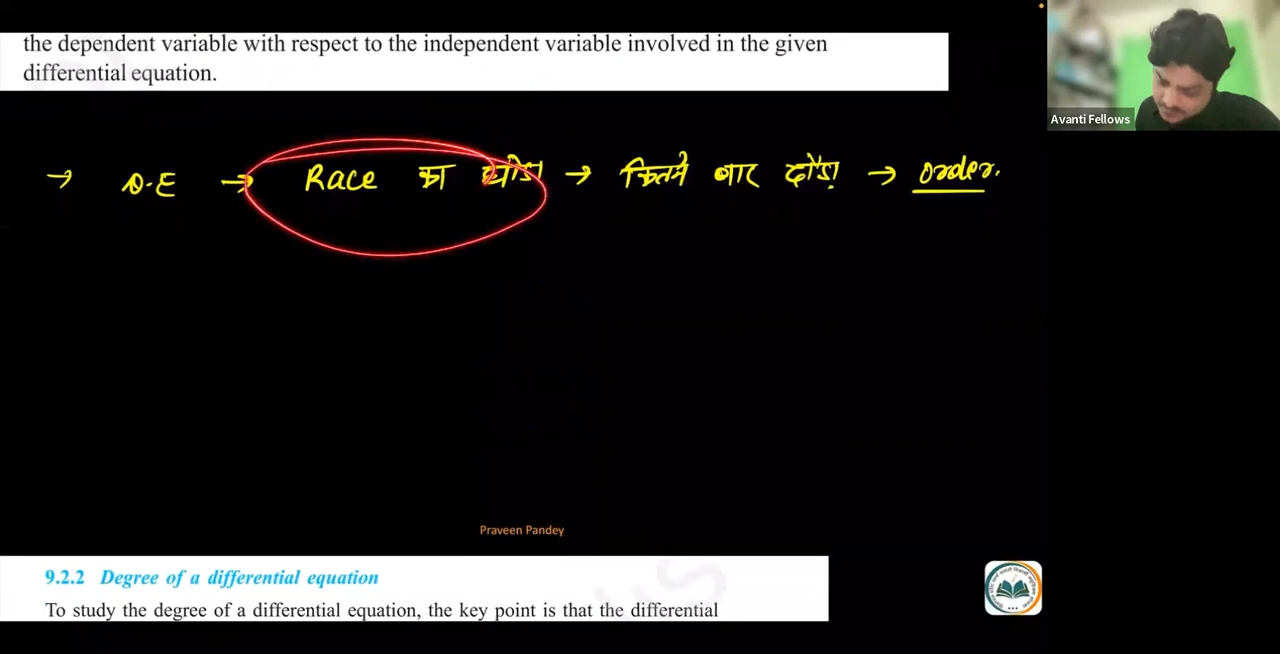 the dependent variable with respect to the independent variable involved in the given
differential equation.
Avanti Fellows
→ D.E → Race का घोड़ा → कितने बार दौड़ा → order.
Praveen Pandey
9.2.2 Degree of a differential equation
To study the degree of a differential equation, the key point is that the differential